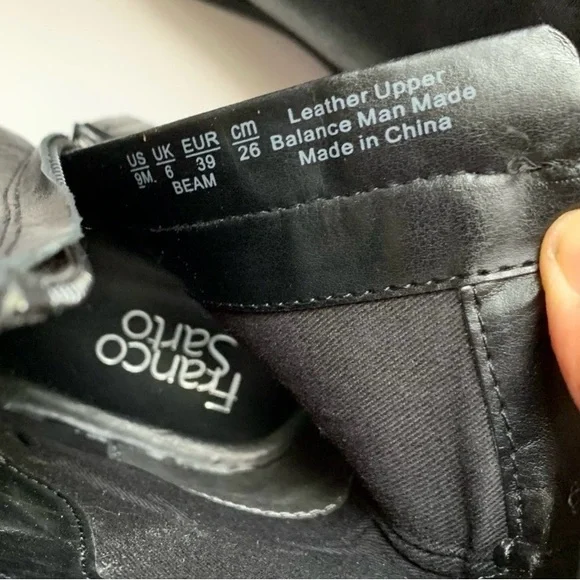 US UK EUR cm
9M 6 39 26
BEAM
Leather Upper
Balance Man Made
Made in China
Franco
Sarto